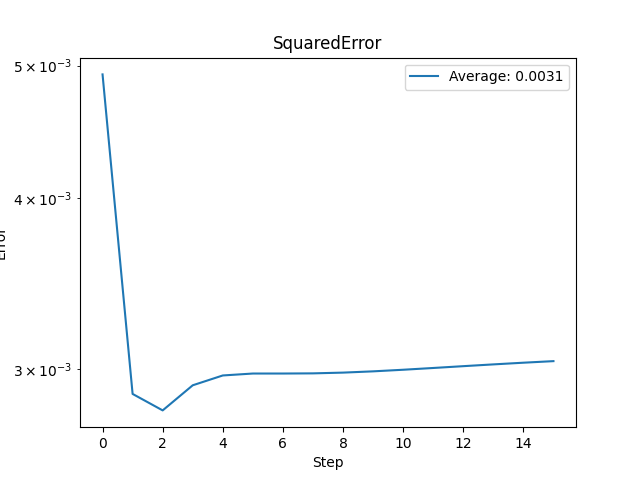 SquaredError
Average: 0.0031
5 × 10⁻³
4 × 10⁻³
3 × 10⁻³
Error
0 2 4 6 8 10 12 14
Step